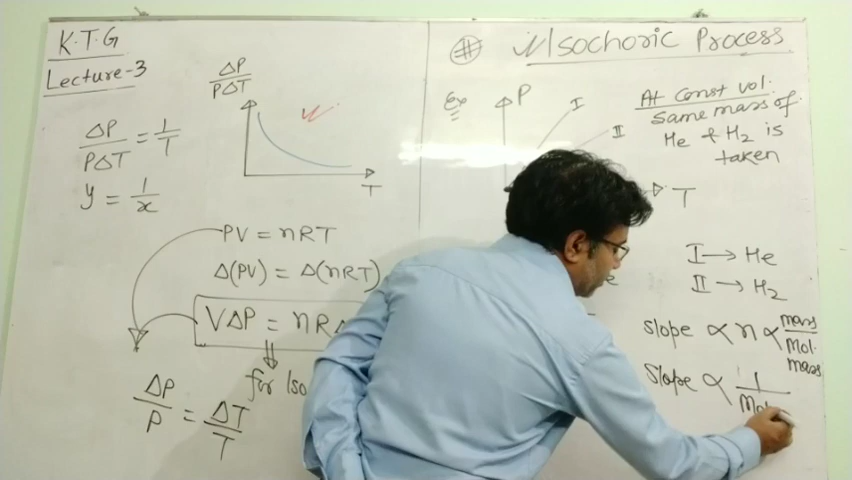 K.T.G
Lecture-3
ΔP/PΔT
T
ΔP/PΔT = 1/T
y = 1/x
PV = nRT
Δ(PV) = Δ(nRT)
VΔP = nR
for Iso
ΔP/P = ΔT/T
# Isochoric Process
Ex
P
I
II
T
At Const vol.
Same mass of
He & H₂ is
taken
I → He
II → H₂
Slope ∝ n ∝ mass/Mol. mass
Slope ∝ 1/Mol